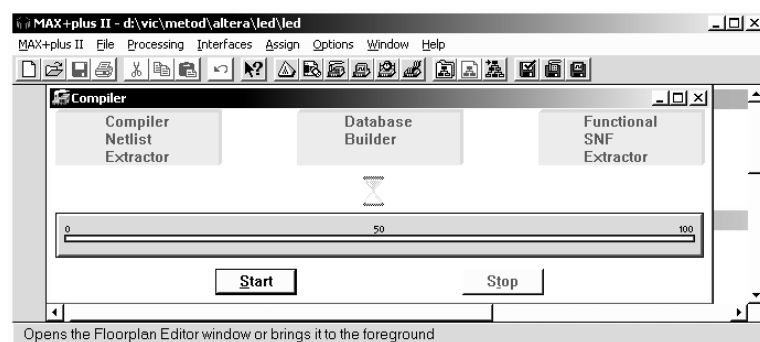 MAX+plus II - d:\vic\metod\altera\led\led
MAX+plus II File Processing Interfaces Assign Options Window Help
Compiler
Compiler
Netlist
Extractor
Database
Builder
Functional
SNF
Extractor
0 50 100
Start Stop
Opens the Floorplan Editor window or brings it to the foreground